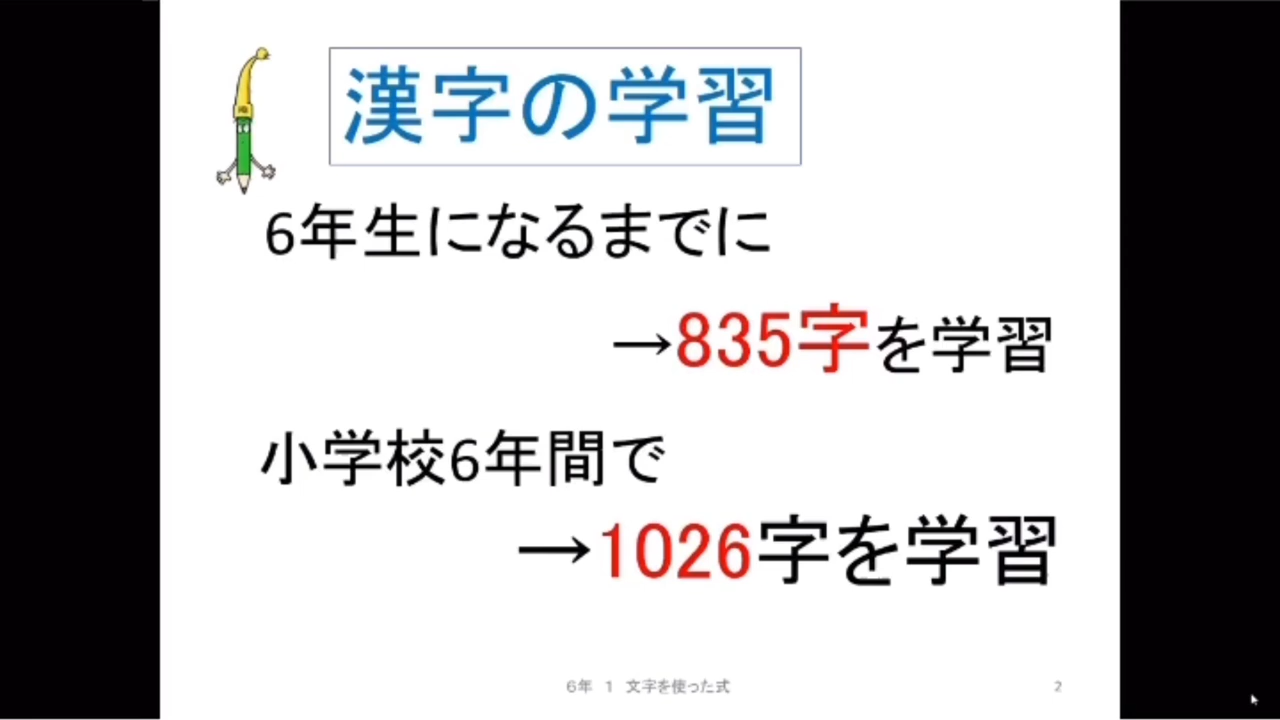 漢字の学習
6年生になるまでに
→835字を学習
小学校6年間で
→1026字を学習
6年 1 文字を使った式
2